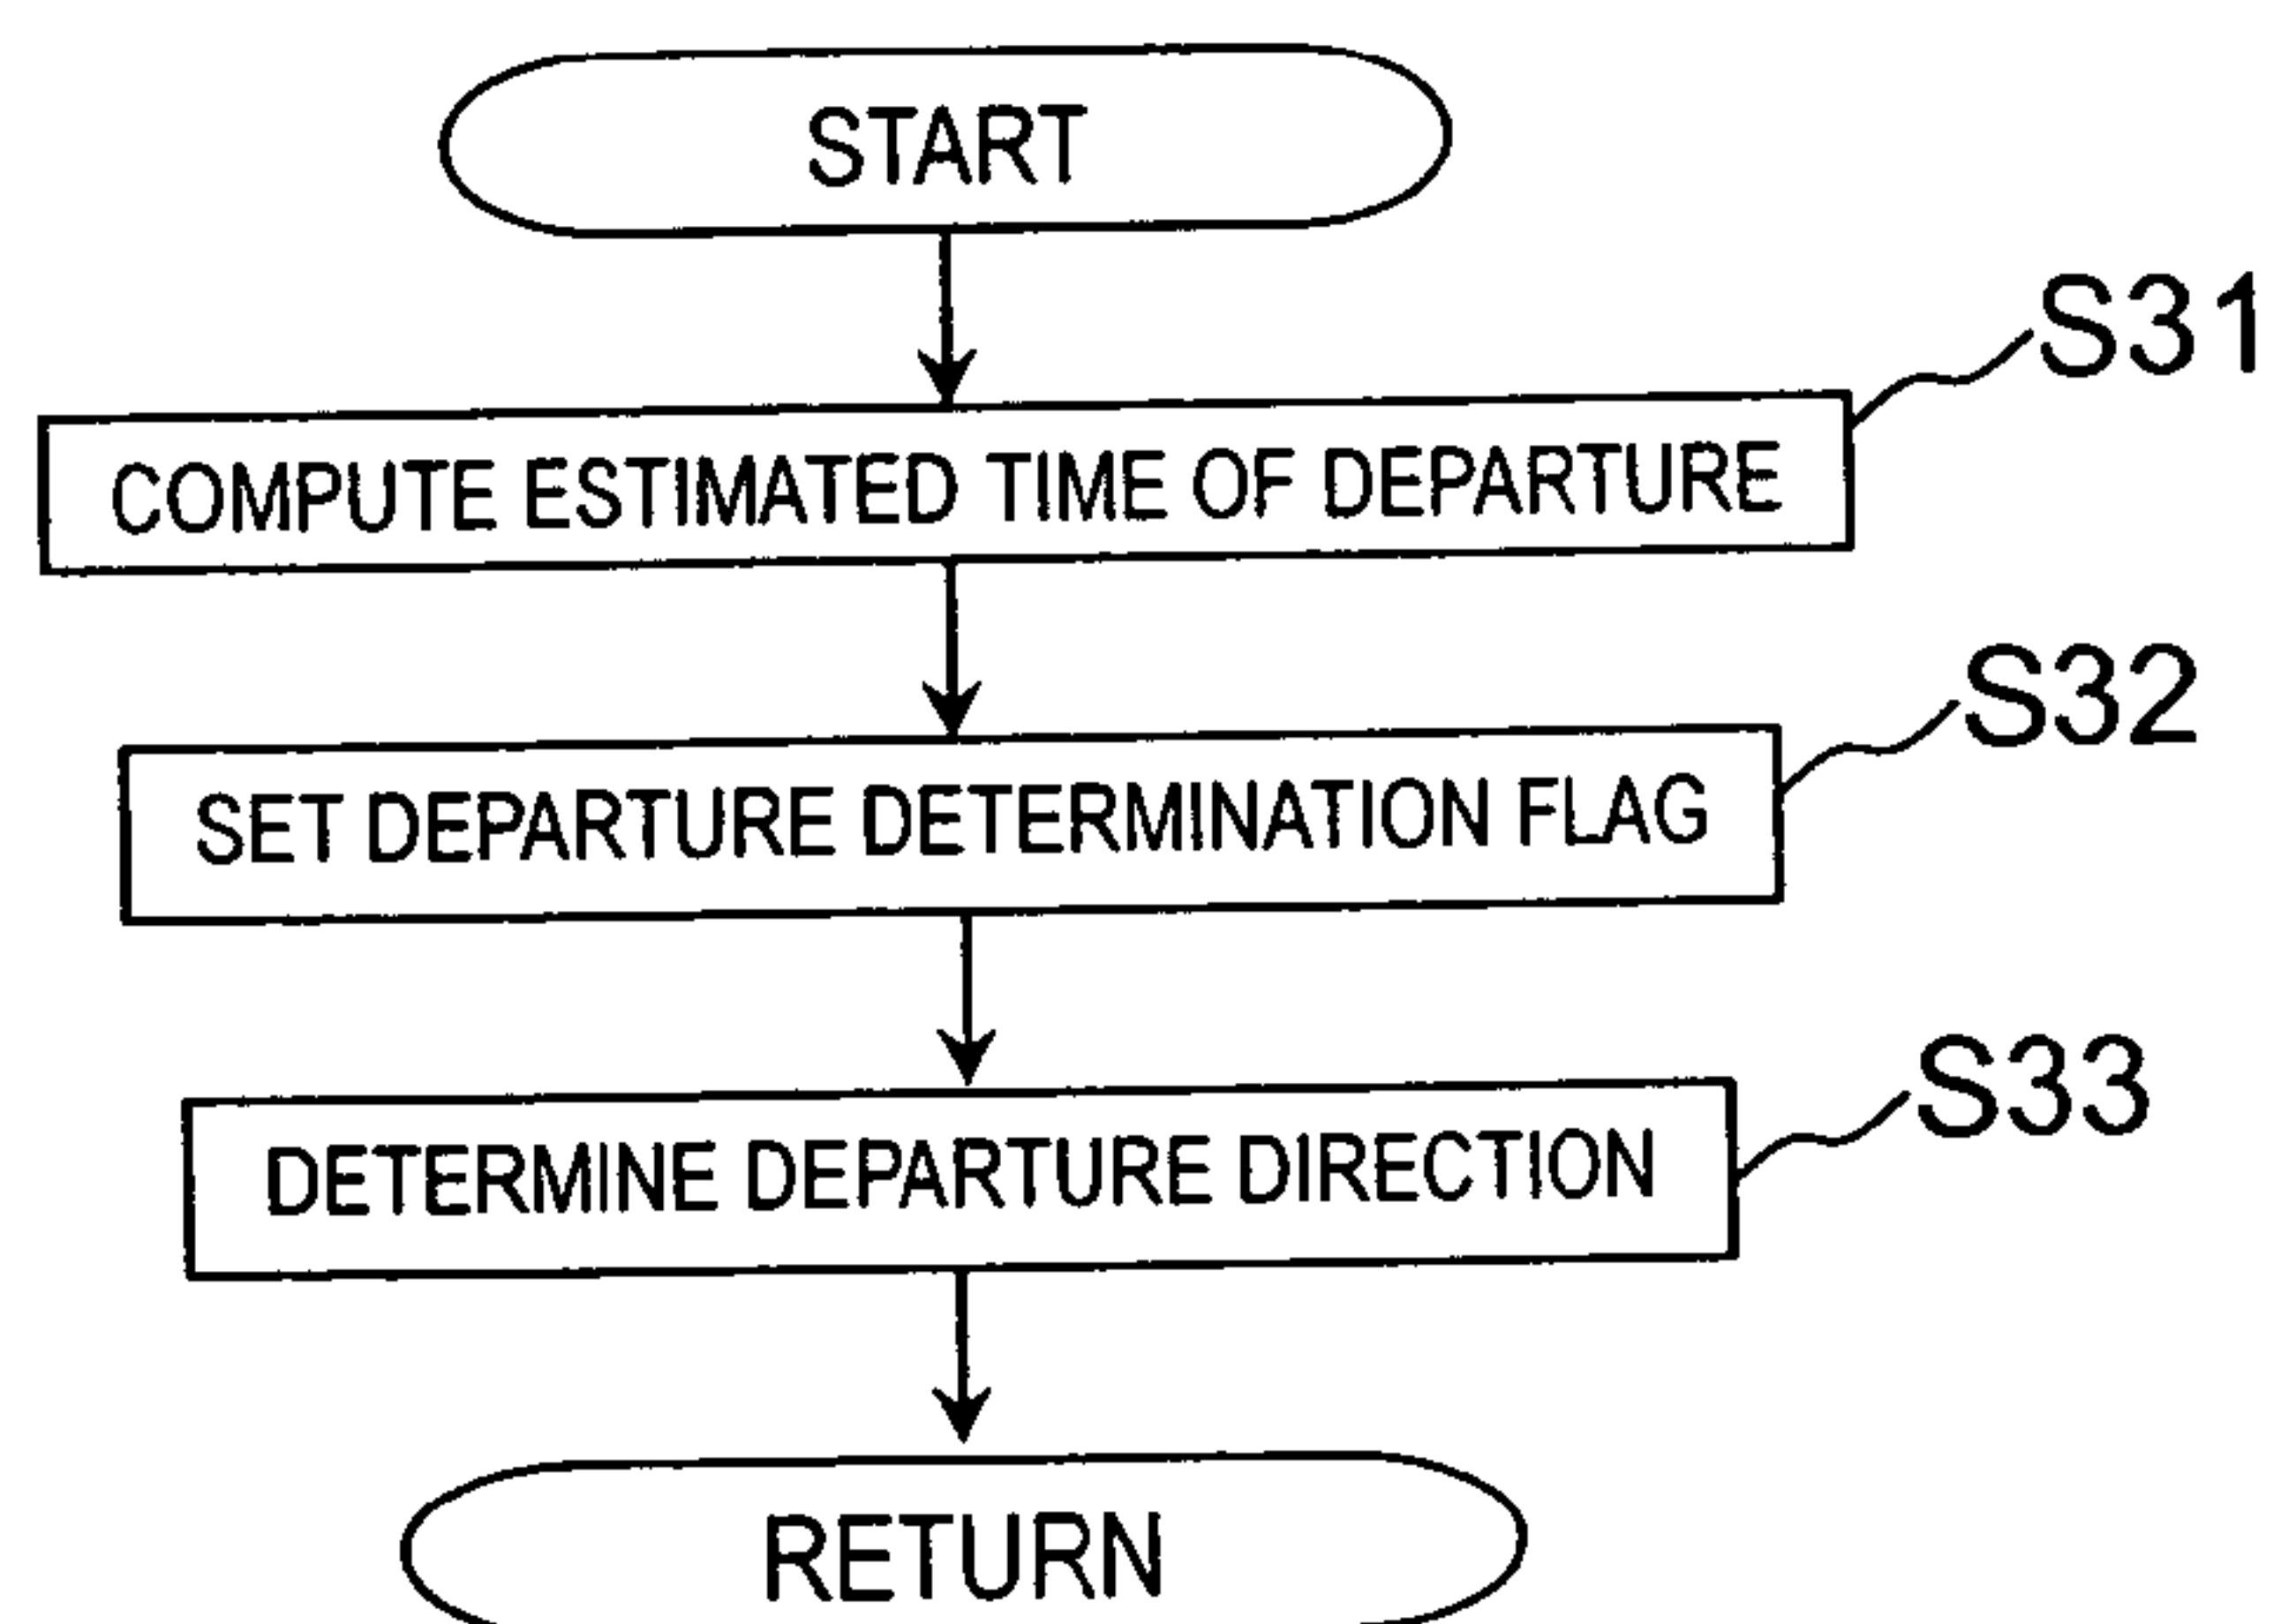 START
S31
COMPUTE ESTIMATED TIME OF DEPARTURE
S32
SET DEPARTURE DETERMINATION FLAG
S33
DETERMINE DEPARTURE DIRECTION
RETURN